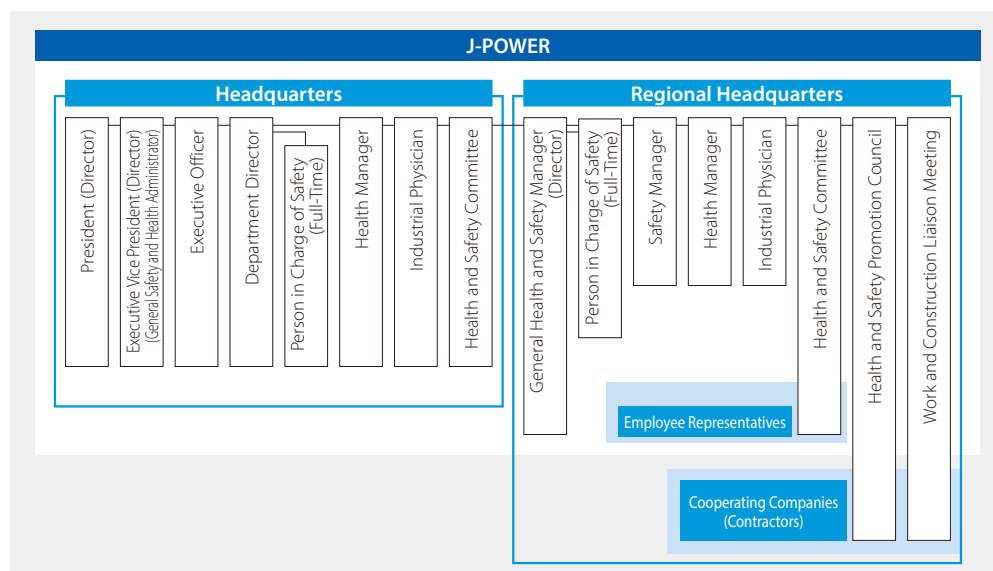 J-POWER
Headquarters
President (Director)
Executive Vice President (Director)
(General Safety and Health Administrator)
Executive Officer
Department Director
Person in Charge of Safety
(Full-Time)
Health Manager
Industrial Physician
Health and Safety Committee
Regional Headquarters
General Health and Safety Manager
(Director)
Person in Charge of Safety
(Full-Time)
Safety Manager
Health Manager
Industrial Physician
Health and Safety Committee
Health and Safety Promotion Council
Work and Construction Liaison Meeting
Employee Representatives
Cooperating Companies
(Contractors)